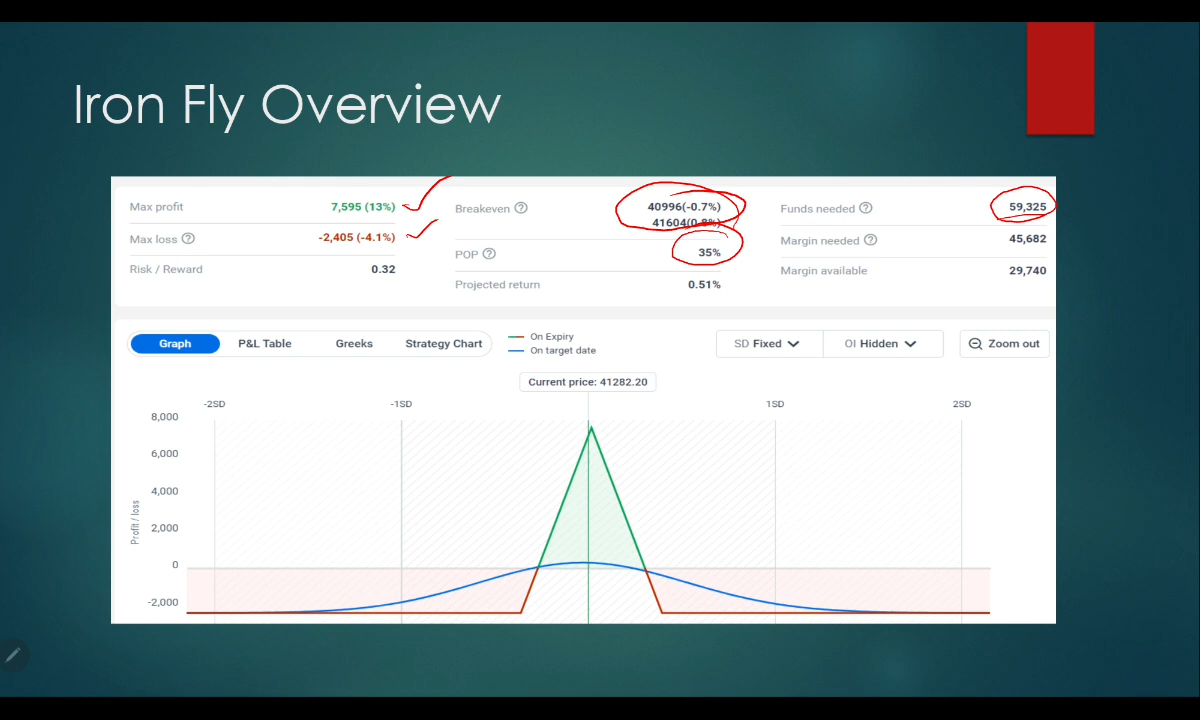 Iron Fly Overview
Max profit 7,595 (13%)
Max loss -2,405 (-4.1%)
Risk / Reward 0.32
Breakeven 40996(-0.7%)
41604(0.8%)
POP 35%
Projected return 0.51%
Funds needed 59,325
Margin needed 45,682
Margin available 29,740
Graph P&L Table Greeks Strategy Chart
On Expiry
On target date
SD Fixed OI Hidden Zoom out
Current price: 41282.20
-2SD -1SD 1SD 2SD
8,000
6,000
4,000
2,000
0
-2,000
Profit / loss